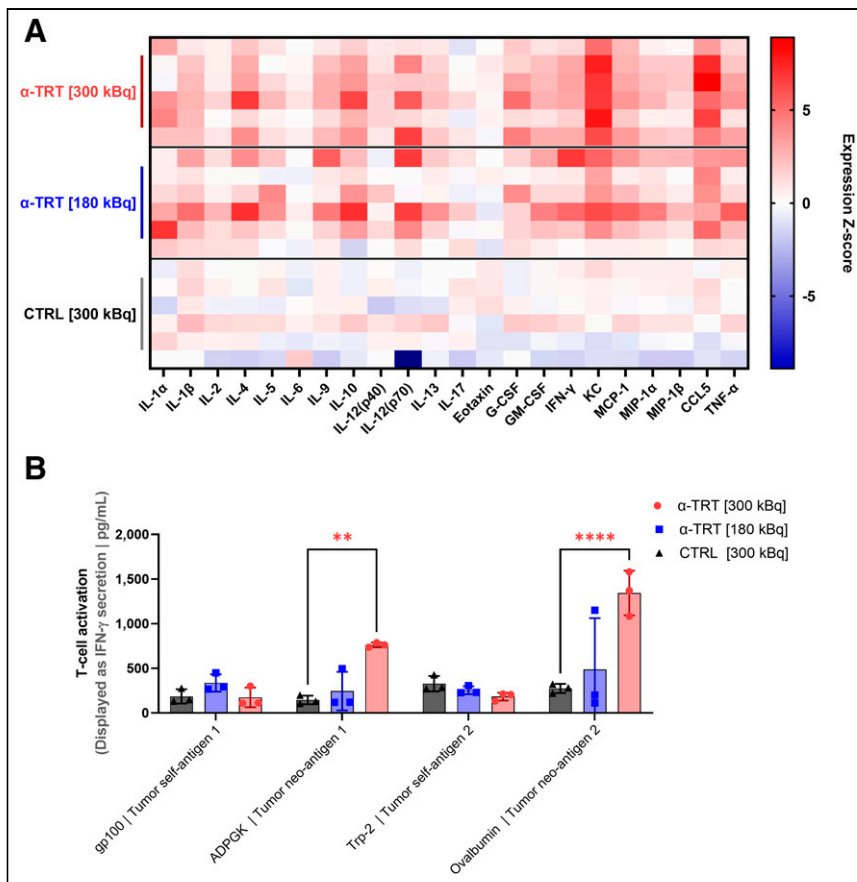 A
α-TRT [300 kBq]
α-TRT [180 kBq]
CTRL [300 kBq]
5
0
-5
Expression Z-score
IL-1α
IL-1β
IL-2
IL-4
IL-5
IL-6
IL-9
IL-10
IL-12(p40)
IL-12(p70)
IL-13
IL-17
Eotaxin
G-CSF
GM-CSF
IFN-γ
KC
MCP-1
MIP-1α
MIP-1β
CCL5
TNF-α
B
T-cell activation
(Displayed as IFN-γ secretion | pg/mL)
2,000
1,500
1,000
500
0
**
****
α-TRT [300 kBq]
α-TRT [180 kBq]
CTRL [300 kBq]
gp100 | Tumor self-antigen 1
ADPGK | Tumor neo-antigen 1
Trp-2 | Tumor self-antigen 2
Ovalbumin | Tumor neo-antigen 2